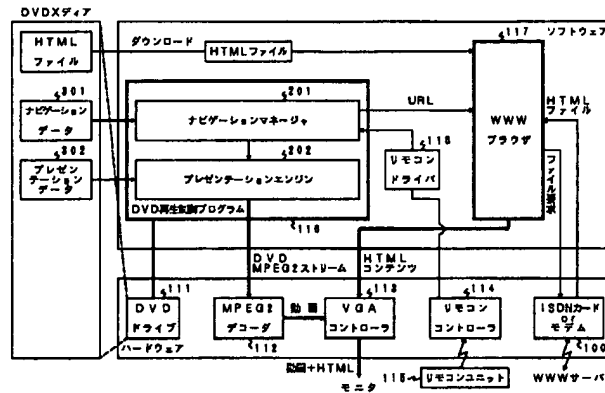 DVDメディア
HTML
ファイル
ダウンロード
HTMLファイル
117
ソフトウェア
301
ナビゲーション
データ
201
ナビゲーションマネージャ
URL
WWW
ブラウザ
HTML
ファイル
302
プレゼン
テーション
データ
202
プレゼンテーションエンジン
118
リモコン
ドライバ
ファイル要求
DVD再生制御プログラム
116
DVD
MPEG2ストリーム
HTML
コンテンツ
111
DVD
ドライブ
ハードウェア
MPEG2
デコーダ
112
動画
113
VGA
コントローラ
114
リモコン
コントローラ
ISDNカード
or
モデム
100
動画+HTML
モニタ
115
リモコンユニット
WWWサーバ